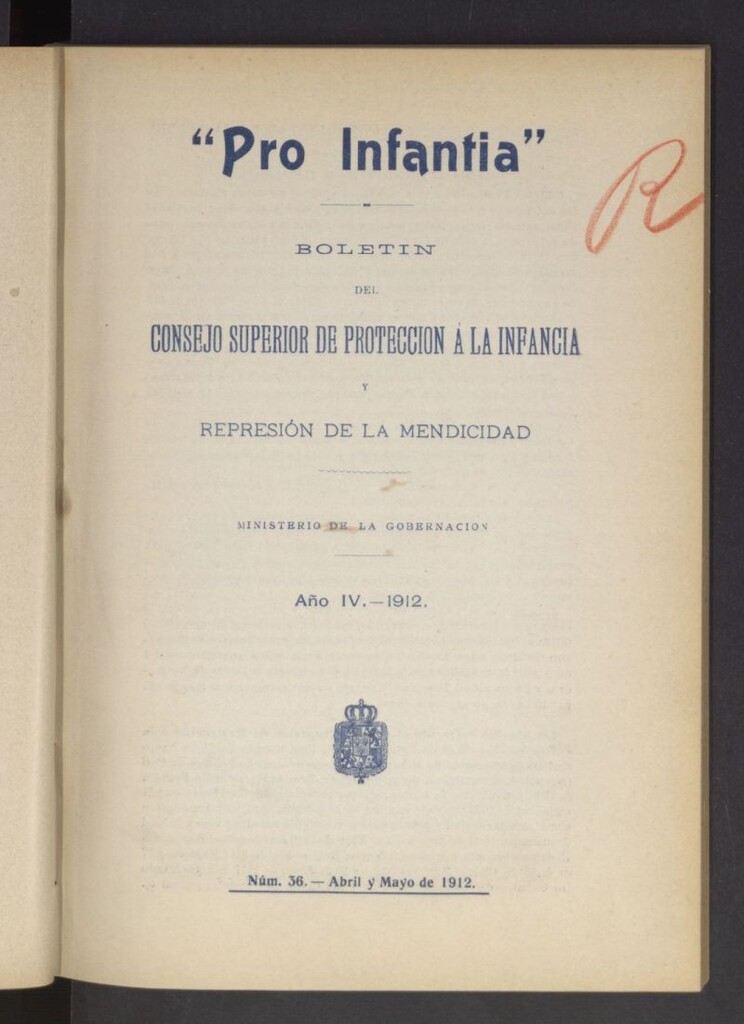 “Pro Infantia”
R
BOLETIN
DEL
CONSEJO SUPERIOR DE PROTECCION Á LA INFANCIA
Y
REPRESIÓN DE LA MENDICIDAD
MINISTERIO DE LA GOBERNACION
Año IV.—1912.
Núm. 36.—Abril y Mayo de 1912.